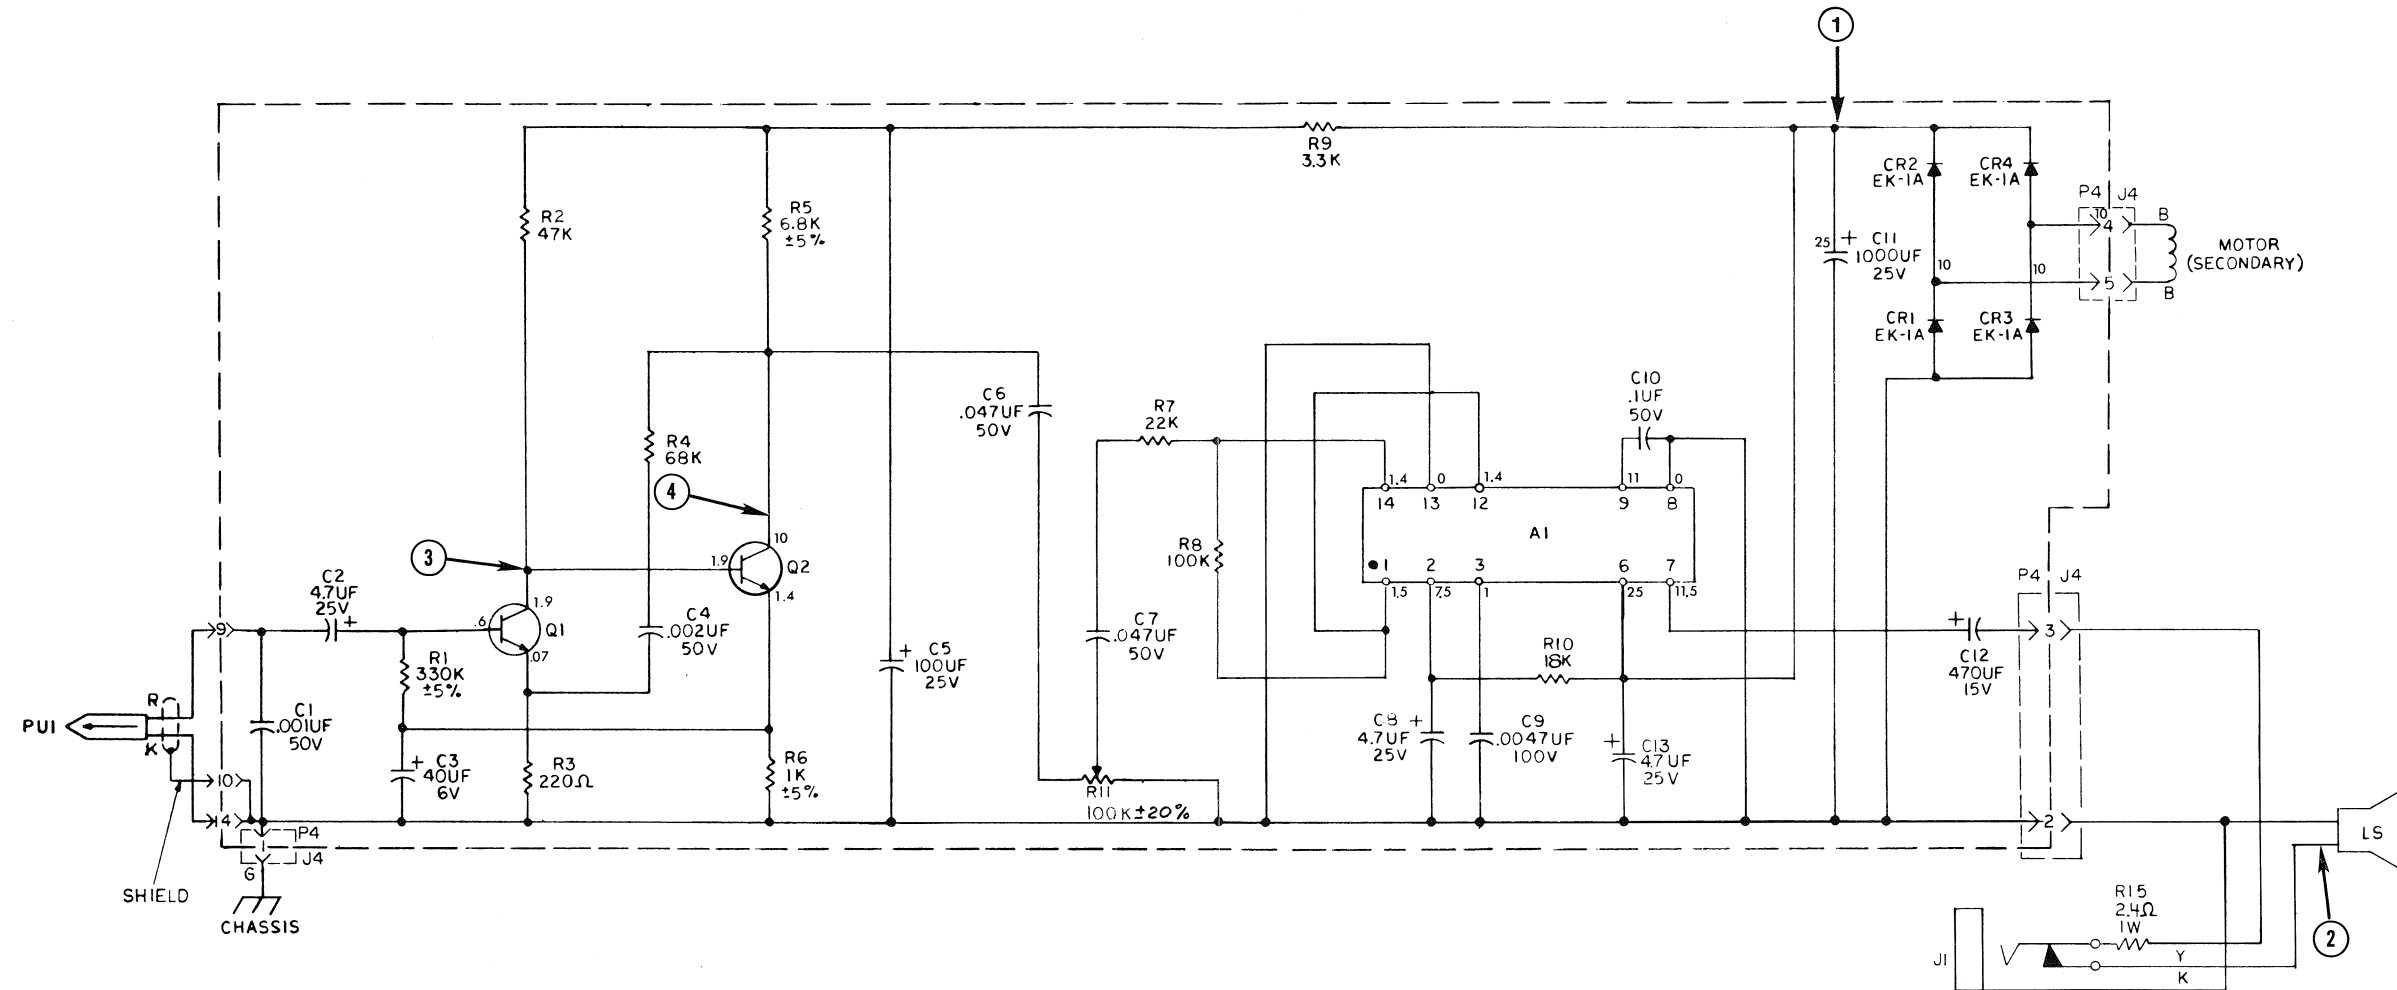 1
R9
3.3K
R2
47K
R5
6.8K
±5%
CR2
EK-1A
CR4
EK-1A
P4
J4
10
4
B
25
+
C11
1000UF
25V
10
10
MOTOR
(SECONDARY)
5
B
CR1
EK-1A
CR3
EK-1A
C6
.047UF
50V
R7
22K
C10
.1UF
50V
R4
68K
4
1.4
0
1.4
11
0
14
13
12
9
8
A1
3
10
1.9
Q2
1.4
R8
100K
1
2
3
6
7
1.5
7.5
1
25
11.5
P4
J4
C2
4.7UF
25V
+
1.9
.6
Q1
.07
C4
.002UF
50V
C7
.047UF
50V
9
R1
330K
±5%
+
C5
100UF
25V
R10
18K
+
C12
470UF
15V
3
R
PU1
K
C1
.001UF
50V
+
C3
40UF
6V
R3
220Ω
R6
1K
±5%
C8
+
4.7UF
25V
C9
.0047UF
100V
+
C13
4.7UF
25V
10
R11
100K±20%
14
P4
J4
6
2
LS
SHIELD
CHASSIS
R15
2.4Ω
1W
2
J1
Y
K